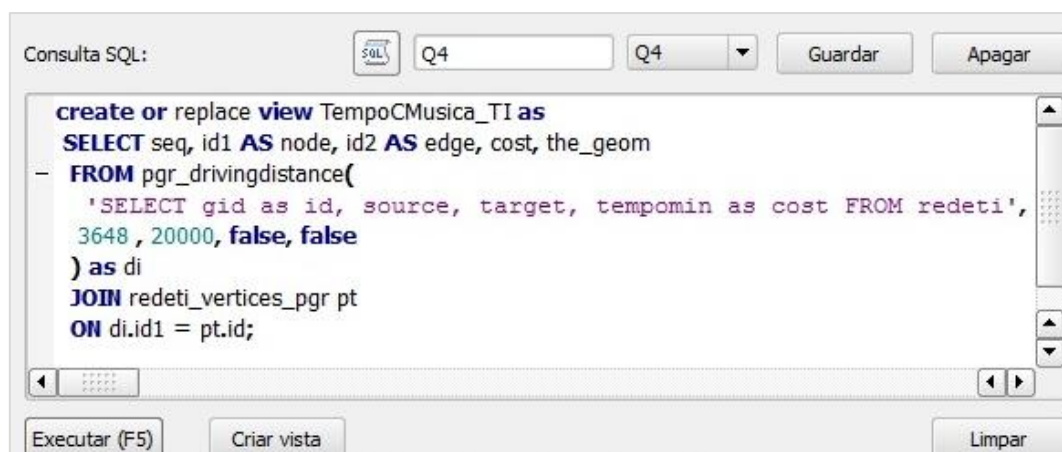 Consulta SQL: SQL Q4 Q4 Guardar Apagar
create or replace view TempoCMusica_TI as
SELECT seq, id1 AS node, id2 AS edge, cost, the_geom
FROM pgr_drivingdistance(
'SELECT gid as id, source, target, tempomin as cost FROM redeti',
3648 , 20000, false, false
) as di
JOIN redeti_vertices_pgr pt
ON di.id1 = pt.id;
Executar (F5) Criar vista Limpar